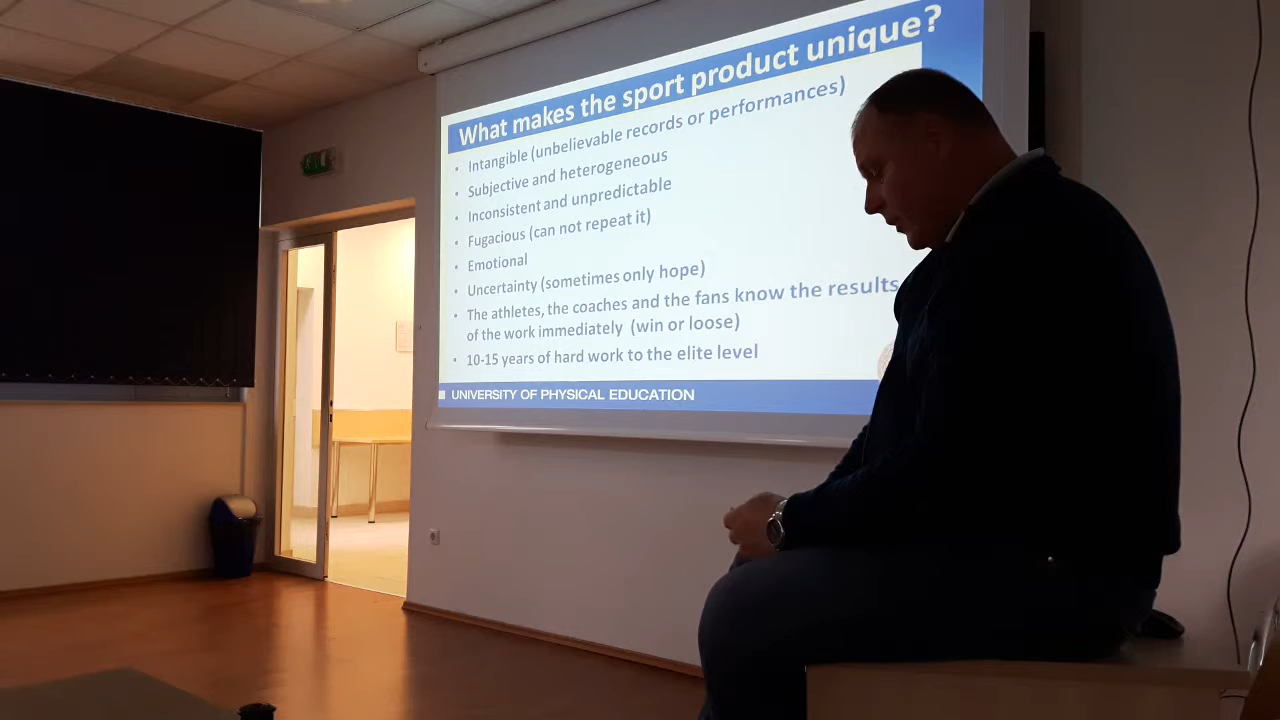 What makes the sport product unique?
• Intangible (unbelievable records or performances)
• Subjective and heterogeneous
• Inconsistent and unpredictable
• Fugacious (can not repeat it)
• Emotional
• Uncertainty (sometimes only hope)
• The athletes, the coaches and the fans know the results
of the work immediately (win or loose)
• 10-15 years of hard work to the elite level
UNIVERSITY OF PHYSICAL EDUCATION